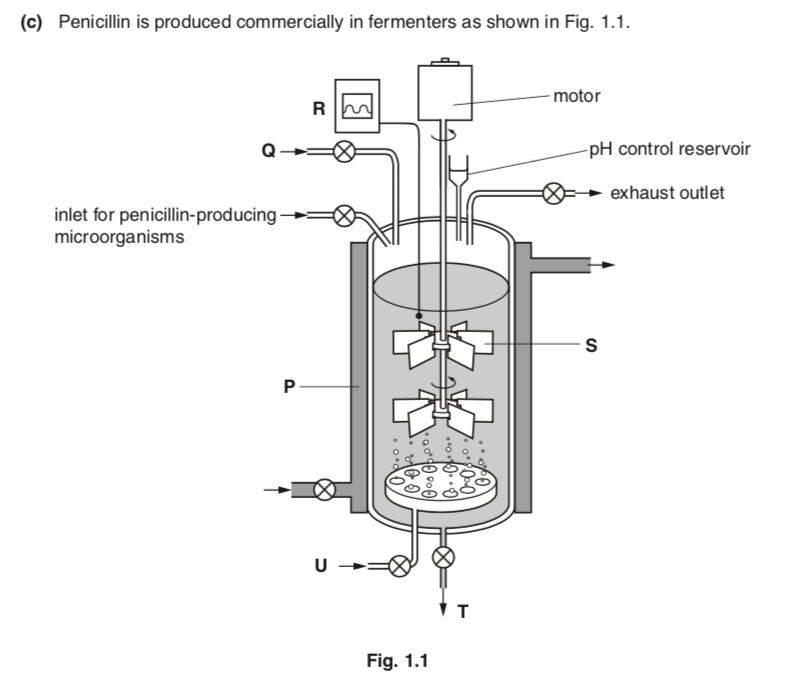 (c) Penicillin is produced commercially in fermenters as shown in Fig. 1.1.
motor
R
Q
pH control reservoir
exhaust outlet
inlet for penicillin-producing
microorganisms
S
P
U
T
Fig. 1.1